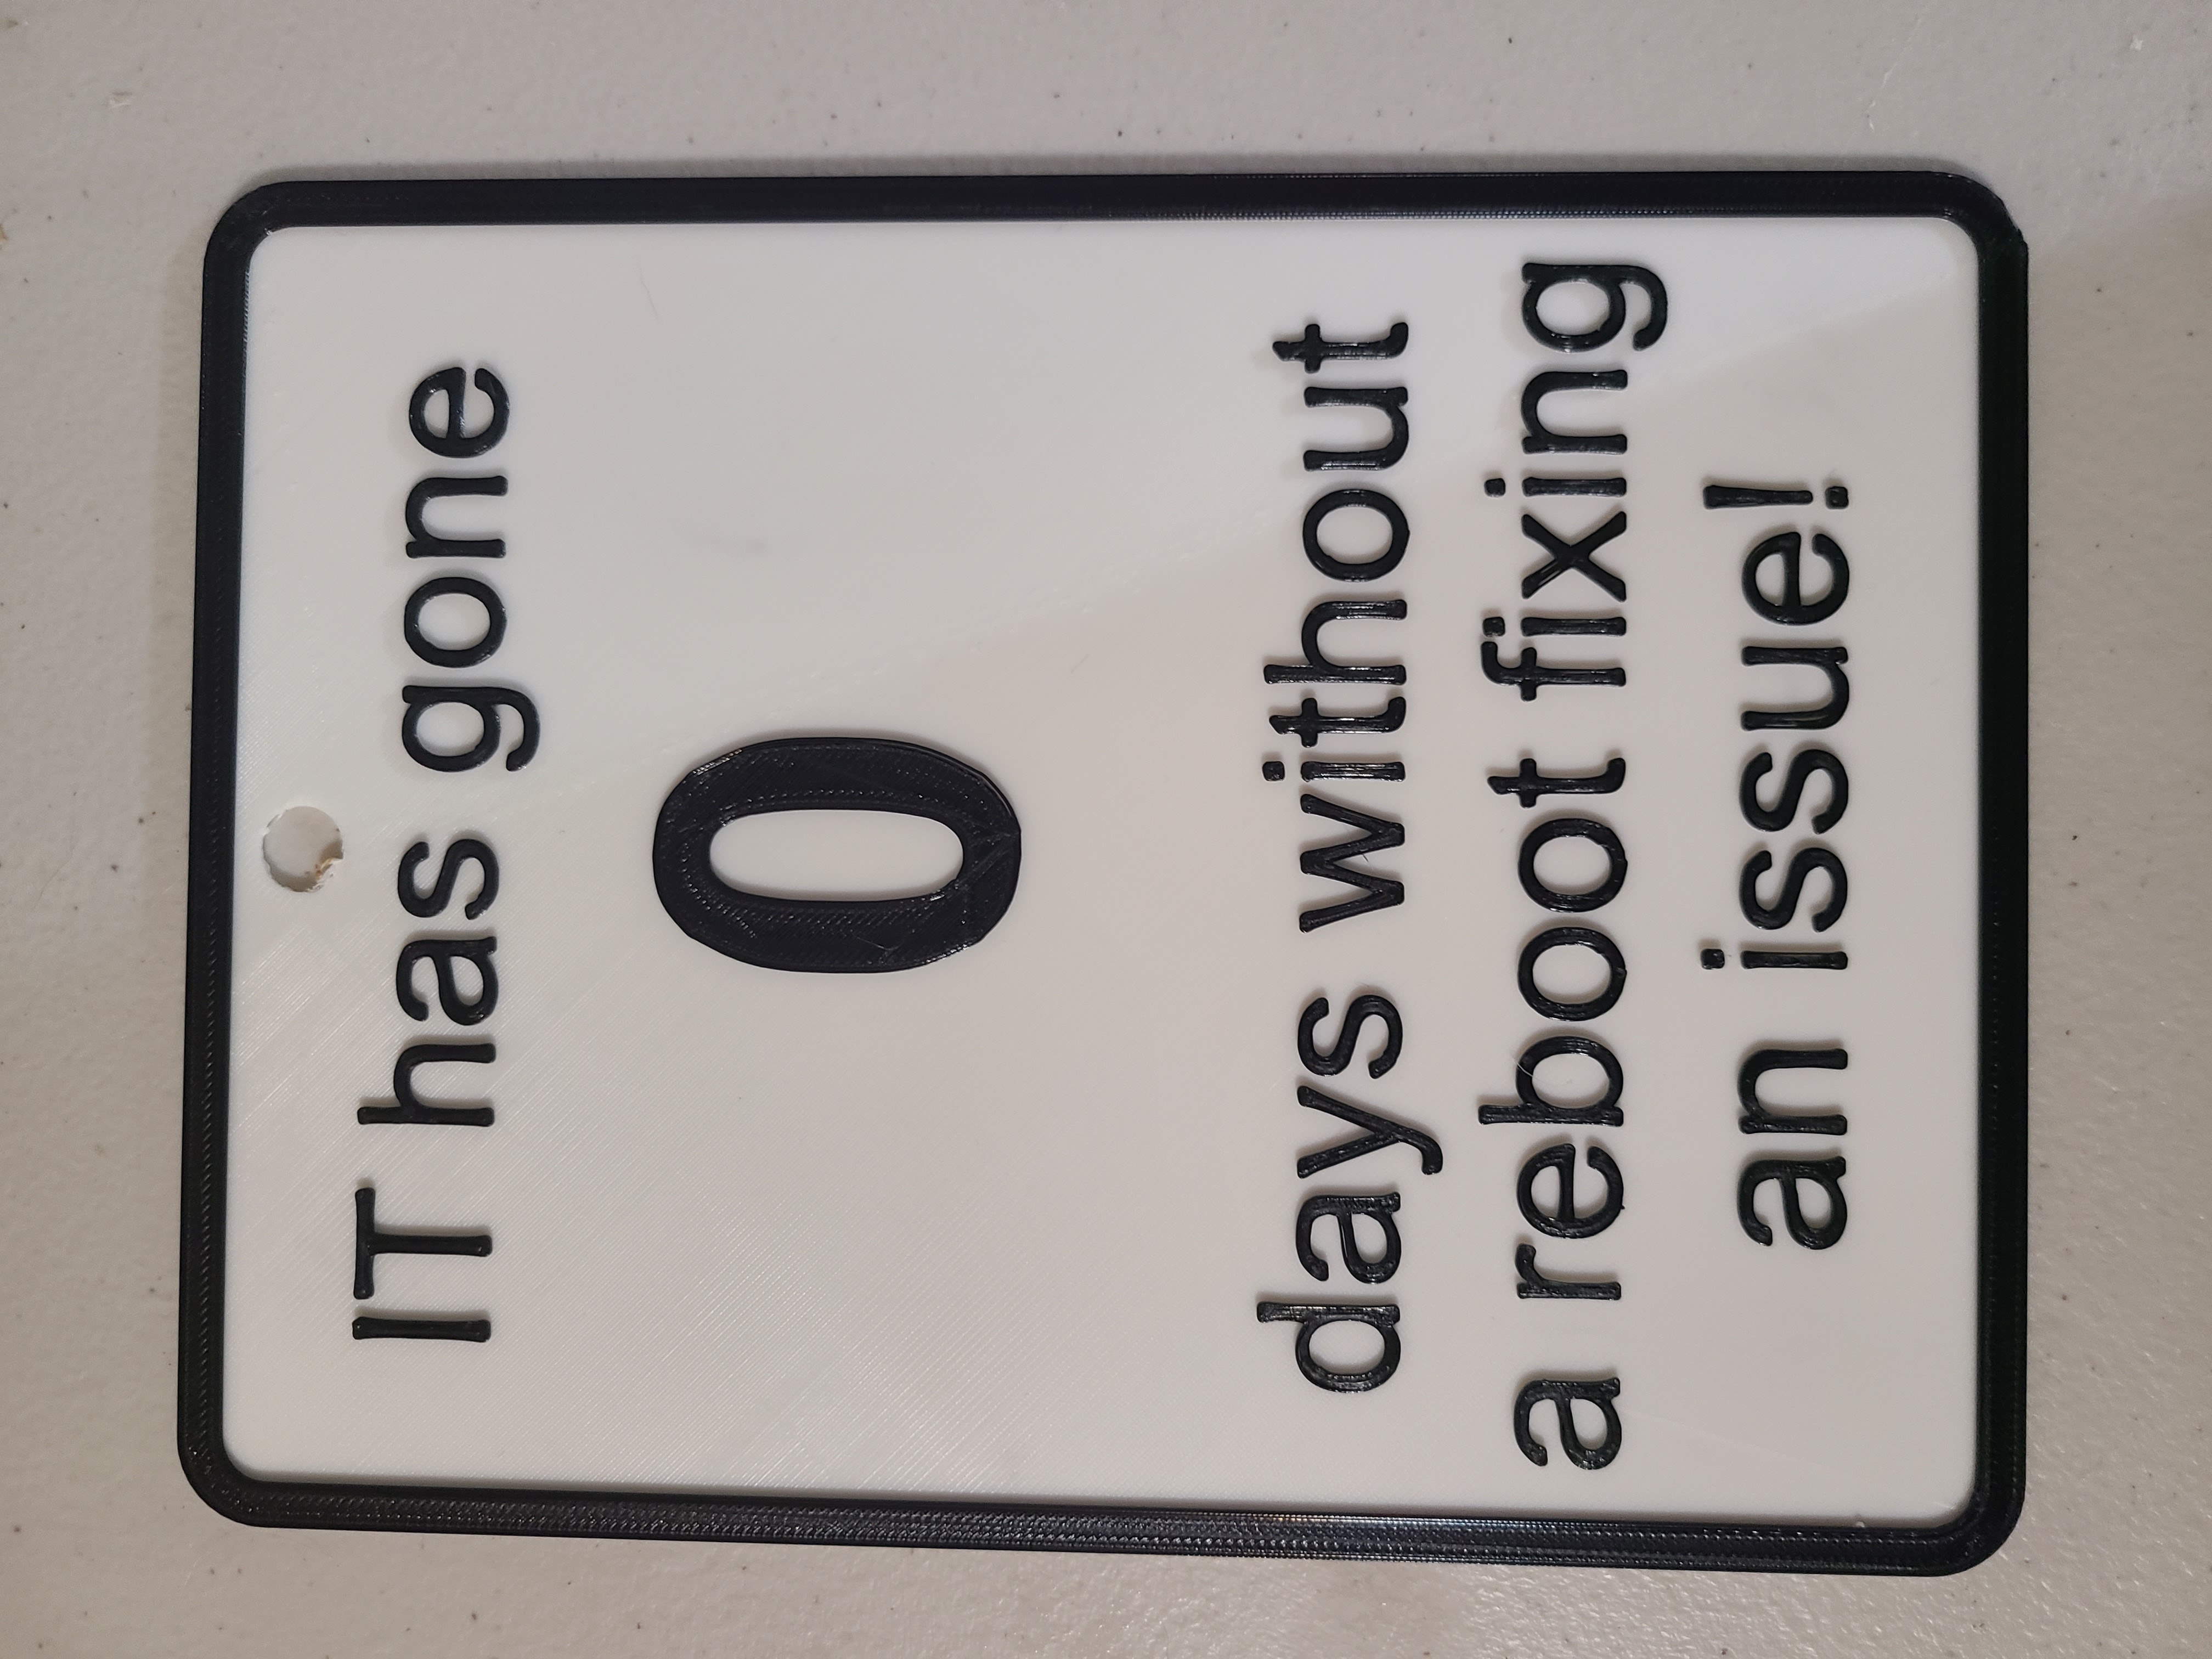 IT has gone
0
days without
a reboot fixing
an issue!